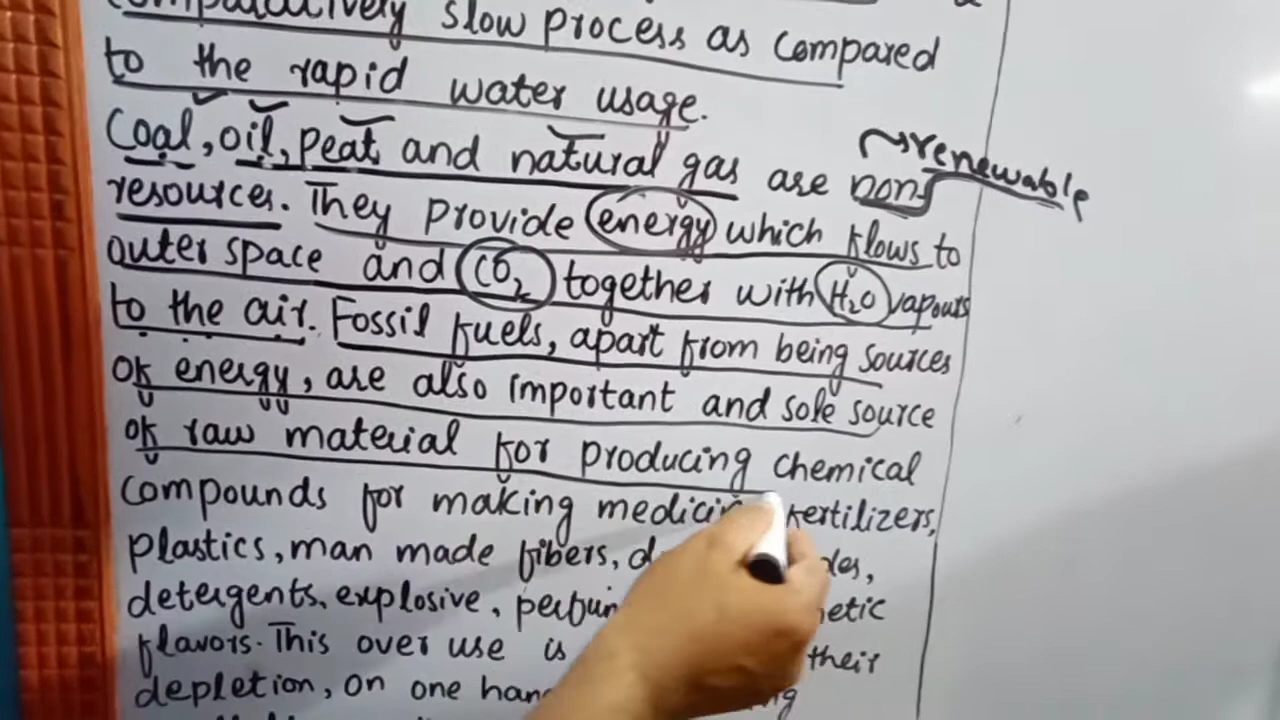 slow process as compared
to the rapid water usage.
Coal, oil, peat and natural gas are non-renewable
resources. They provide energy which flows to
outer space and CO₂ together with H₂O vapours
to the air. Fossil fuels, apart from being sources
of energy, are also important and sole source
of raw material for producing chemical
compounds for making fertilizers,
plastics, man made fibers,
detergents, explosive,
flavors. This over use is their
depletion, on one